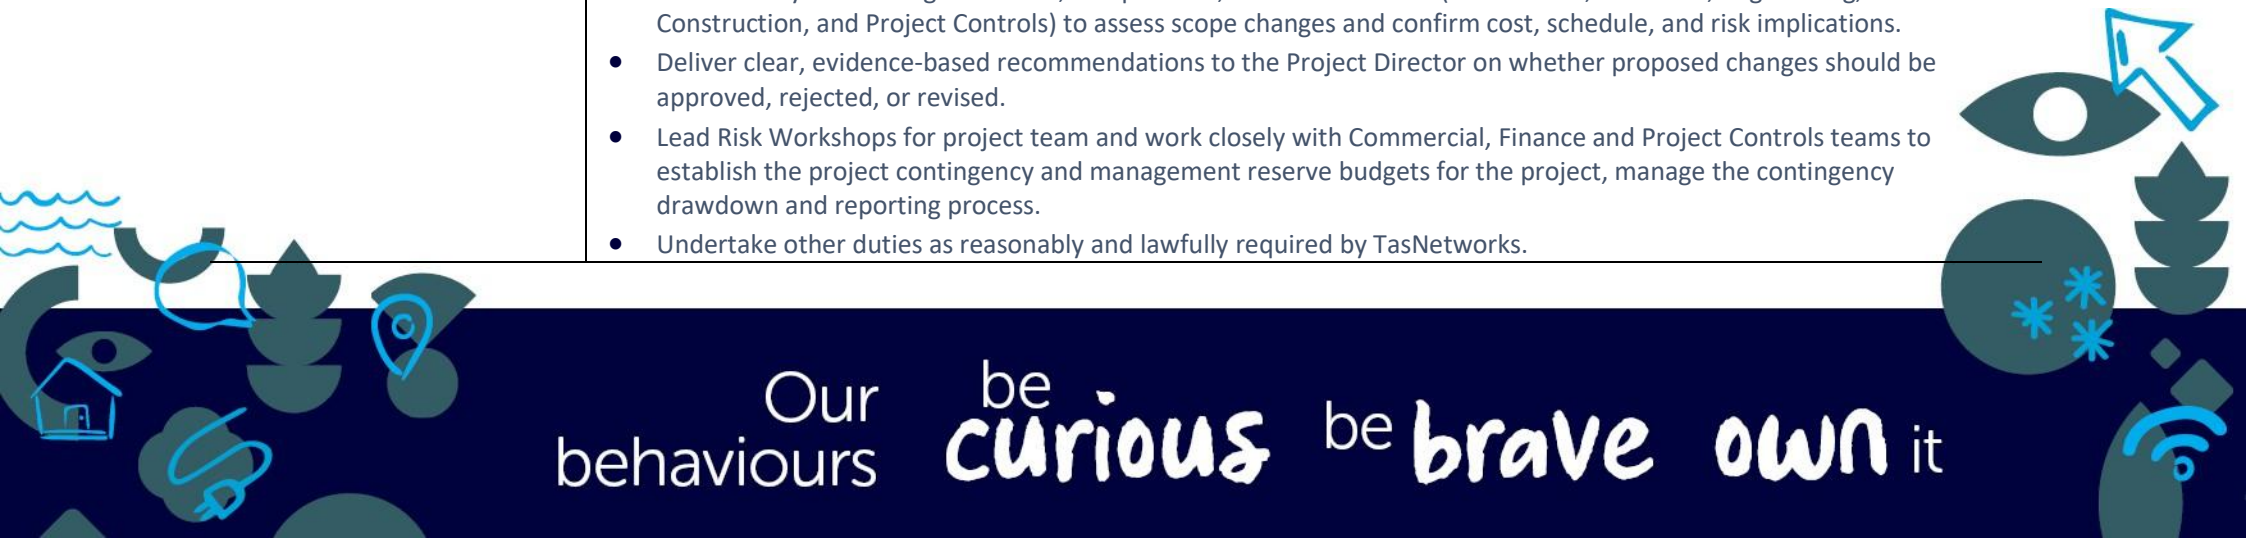 Construction, and Project Controls) to assess scope changes and confirm cost, schedule, and risk implications.
• Deliver clear, evidence-based recommendations to the Project Director on whether proposed changes should be
approved, rejected, or revised.
• Lead Risk Workshops for project team and work closely with Commercial, Finance and Project Controls teams to
establish the project contingency and management reserve budgets for the project, manage the contingency
drawdown and reporting process.
• Undertake other duties as reasonably and lawfully required by TasNetworks.
Our
behaviours
be
curious
be brave
own it